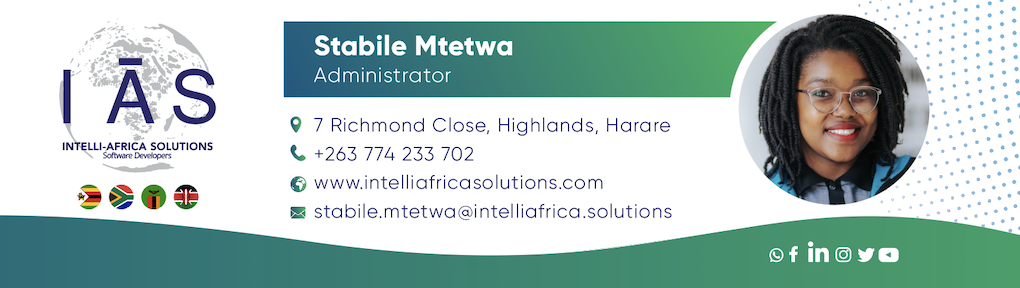 IĀS
INTELLI-AFRICA SOLUTIONS
Software Developers
Stabile Mtetwa
Administrator
7 Richmond Close, Highlands, Harare
+263 774 233 702
www.intelliafricasolutions.com
stabile.mtetwa@intelliafrica.solutions
in